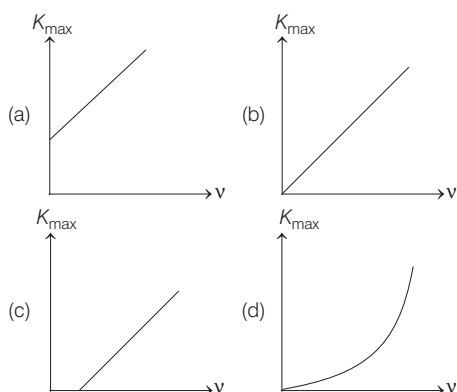 K_max K_max
(a) (b)
ν ν
K_max K_max
(c) (d)
ν ν